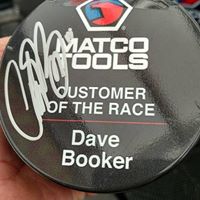 MATCO
TOOLS
CUSTOMER
OF THE RACE
Dave
Booker